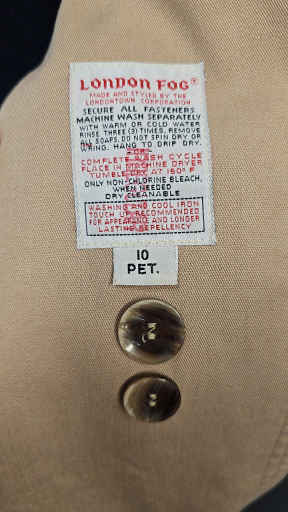 LONDON FOG®
MADE AND STYLED BY THE
LONDONTOWN CORPORATION
SECURE ALL FASTENERS
MACHINE WASH SEPARATELY
WITH WARM OR COLD WATER
RINSE THREE (3) TIMES, REMOVE
ALL SOAPS. DO NOT SPIN DRY OR
WRING. HANG TO DRIP DRY.
-OR-
COMPLETE WASH CYCLE
PLACE IN MACHINE DRYER
TUMBLE DRY AT 160° F
ONLY NON-CHLORINE BLEACH,
WHEN NEEDED
DRY CLEANABLE
WASHING AND COOL IRON
TOUCH UP RECOMMENDED
FOR APPEARANCE AND LONGER
LASTING REPELLENCY
10
PET.